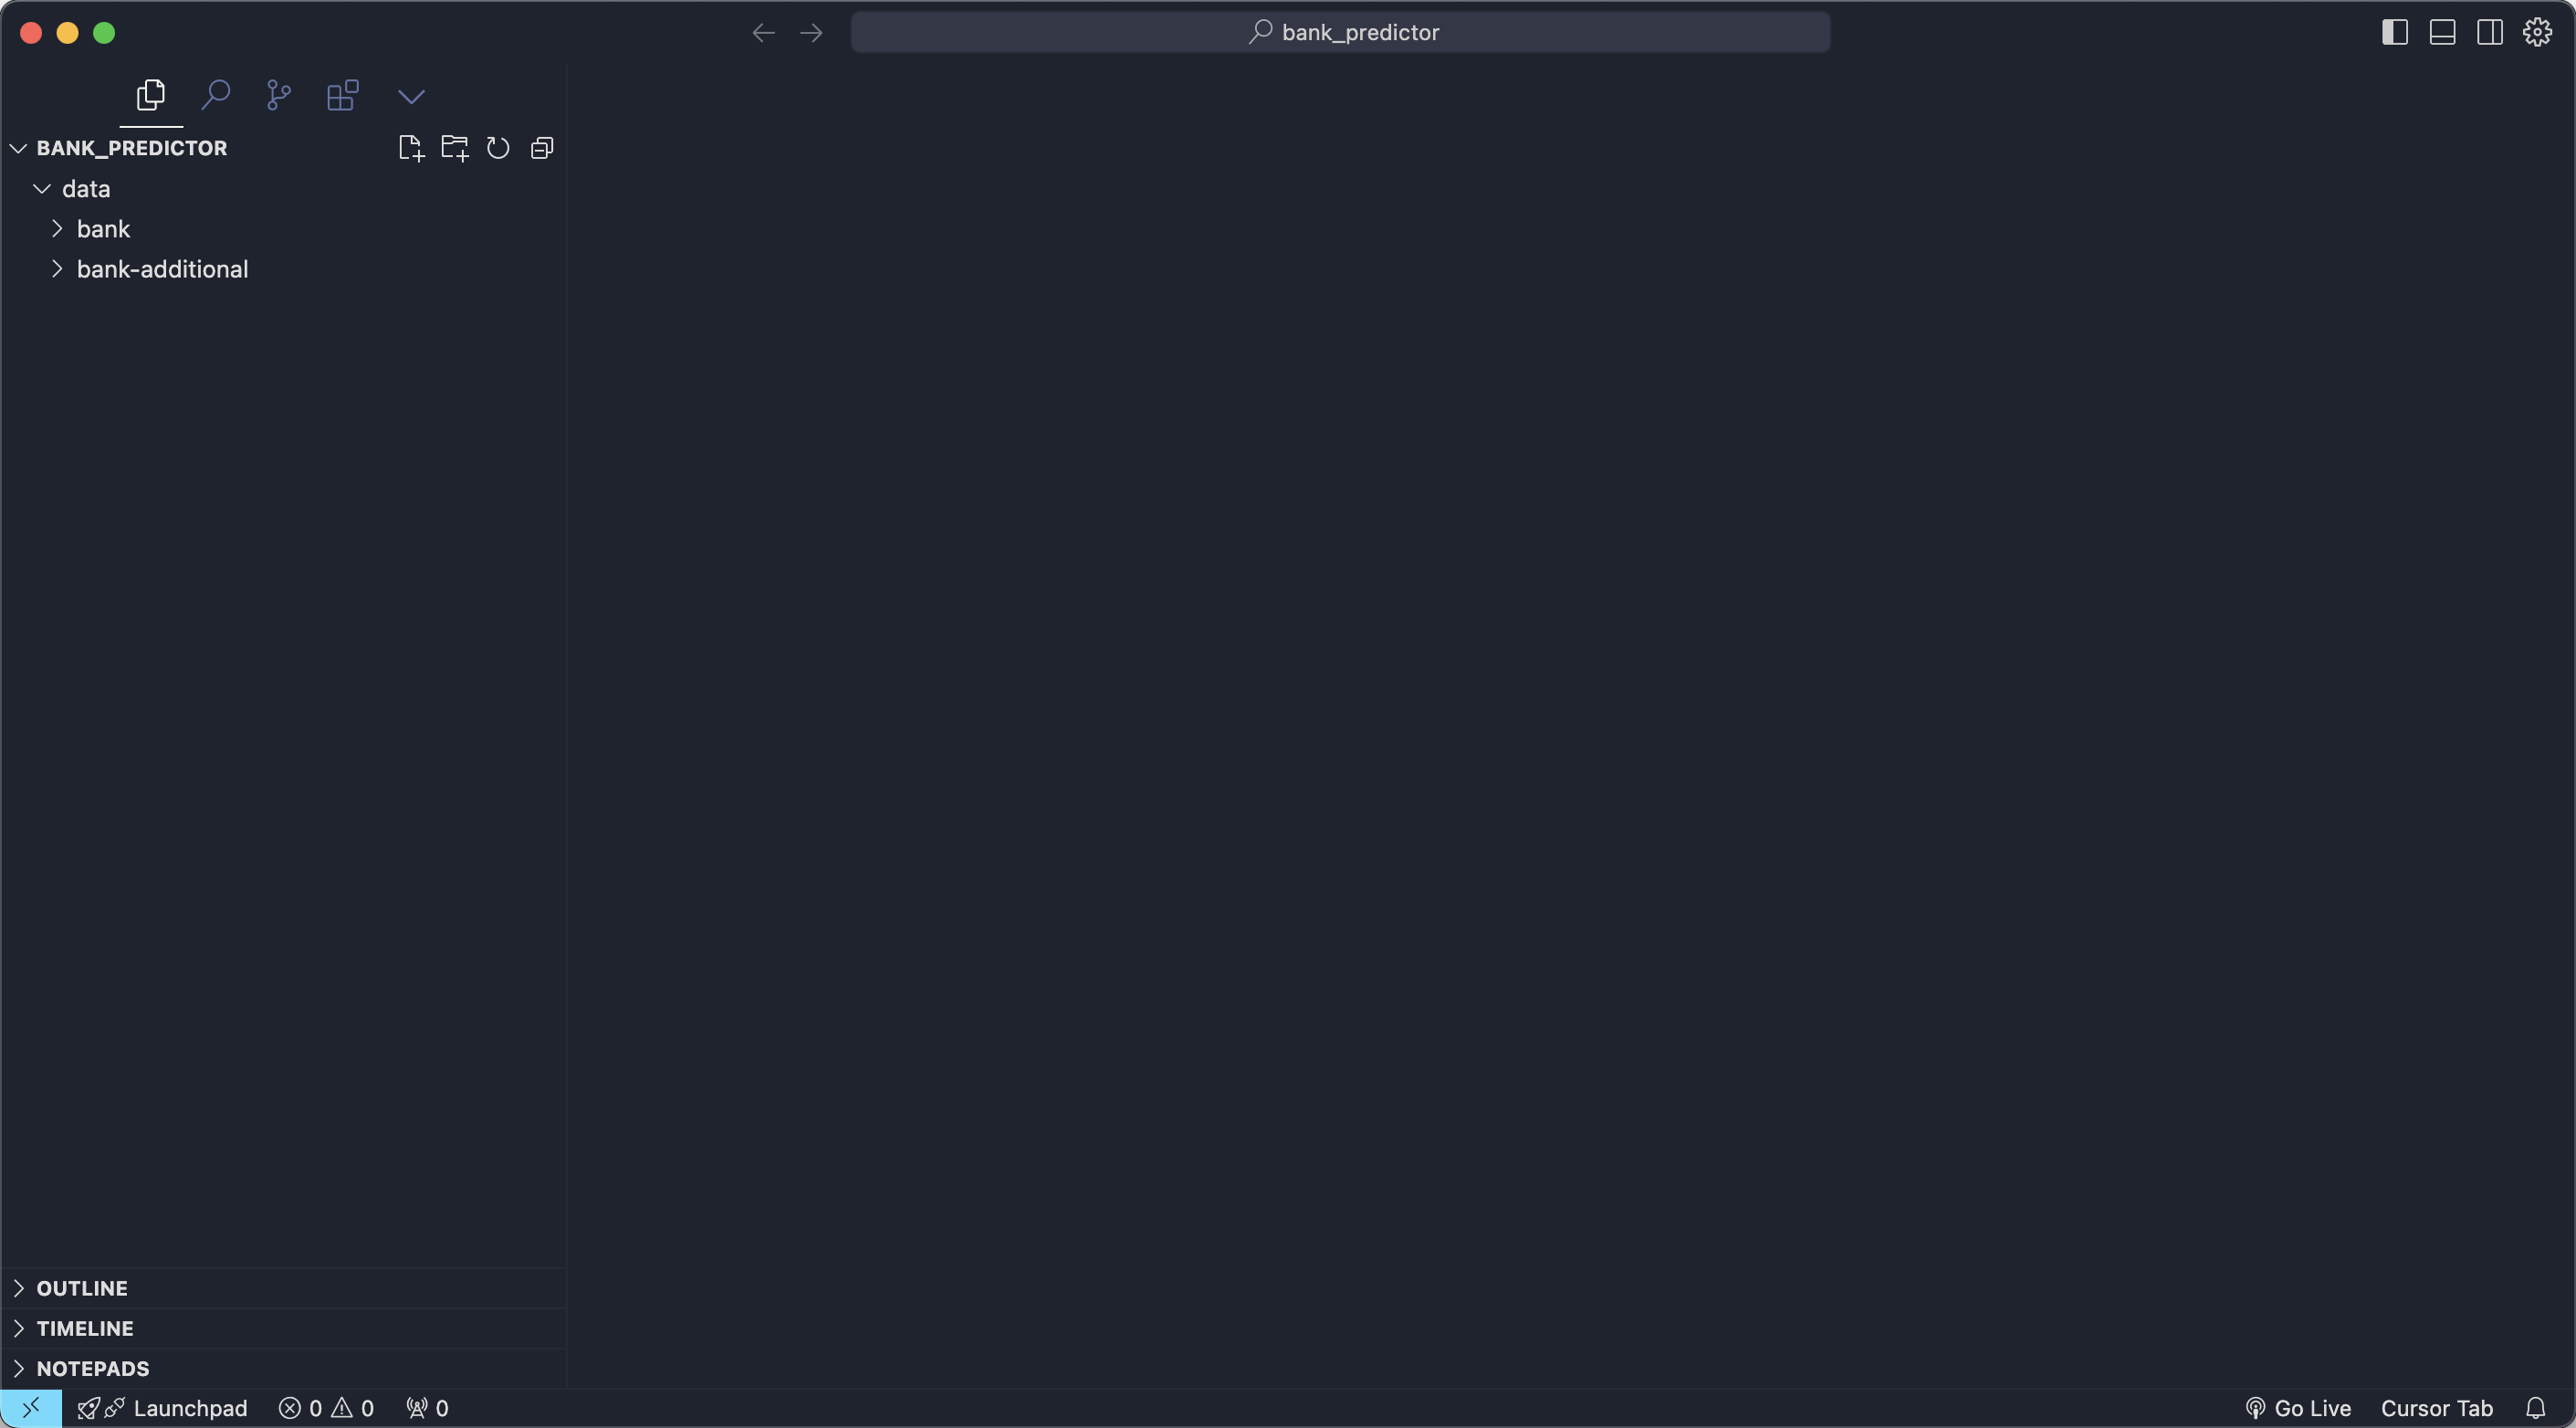 bank_predictor
BANK_PREDICTOR
data
bank
bank-additional
OUTLINE
TIMELINE
NOTEPADS
Launchpad 0 0 0 Go Live Cursor Tab